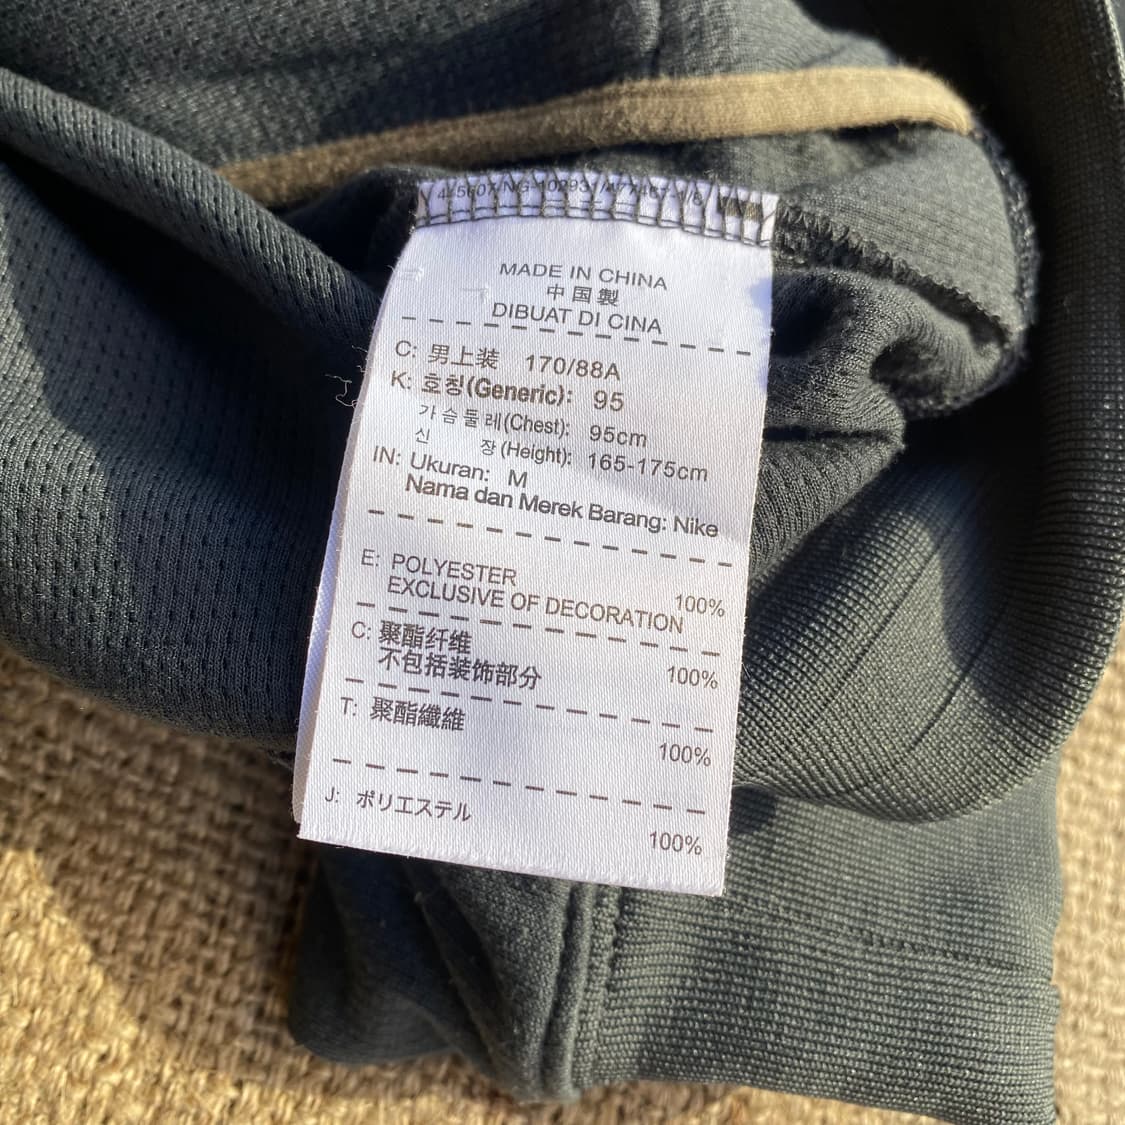 MADE IN CHINA
中国製
DIBUAT DI CINA
C: 男上装 170/88A
K: 호칭(Generic): 95
가슴둘레(Chest): 95cm
신 장 (Height): 165-175cm
IN: Ukuran: M
Nama dan Merek Barang: Nike
E: POLYESTER 100%
EXCLUSIVE OF DECORATION
C: 聚酯纤维 100%
不包括装饰部分
T: 聚酯纖維 100%
J: ポリエステル 100%